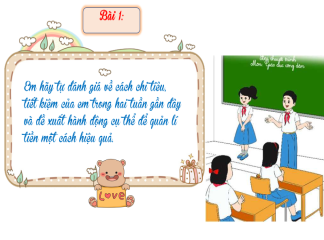 Bài 1:
Em hãy tự đánh giá về cách chi tiêu,
tiết kiệm của em trong hai tuần gần đây
và đề xuất hành động cụ thể để quản lí
tiền một cách hiệu quả.
Love